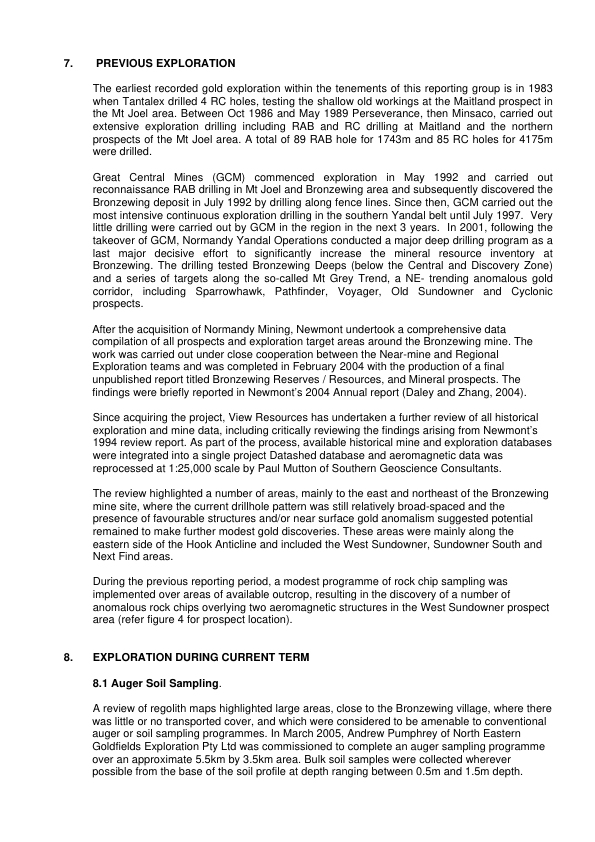 7. PREVIOUS EXPLORATION
The earliest recorded gold exploration within the tenements of this reporting group is in 1983
when Tantalex drilled 4 RC holes, testing the shallow old workings at the Maitland prospect in
the Mt Joel area. Between Oct 1986 and May 1989 Perseverance, then Minsaco, carried out
extensive exploration drilling including RAB and RC drilling at Maitland and the northern
prospects of the Mt Joel area. A total of 89 RAB hole for 1743m and 85 RC holes for 4175m
were drilled.
Great Central Mines (GCM) commenced exploration in May 1992 and carried out
reconnaissance RAB drilling in Mt Joel and Bronzewing area and subsequently discovered the
Bronzewing deposit in July 1992 by drilling along fence lines. Since then, GCM carried out the
most intensive continuous exploration drilling in the southern Yandal belt until July 1997. Very
little drilling were carried out by GCM in the region in the next 3 years. In 2001, following the
takeover of GCM, Normandy Yandal Operations conducted a major deep drilling program as a
last major decisive effort to significantly increase the mineral resource inventory at
Bronzewing. The drilling tested Bronzewing Deeps (below the Central and Discovery Zone)
and a series of targets along the so-called Mt Grey Trend, a NE- trending anomalous gold
corridor, including Sparrowhawk, Pathfinder, Voyager, Old Sundowner and Cyclonic
prospects.
After the acquisition of Normandy Mining, Newmont undertook a comprehensive data
compilation of all prospects and exploration target areas around the Bronzewing mine. The
work was carried out under close cooperation between the Near-mine and Regional
Exploration teams and was completed in February 2004 with the production of a final
unpublished report titled Bronzewing Reserves / Resources, and Mineral prospects. The
findings were briefly reported in Newmont's 2004 Annual report (Daley and Zhang, 2004).
Since acquiring the project, View Resources has undertaken a further review of all historical
exploration and mine data, including critically reviewing the findings arising from Newmont's
1994 review report. As part of the process, available historical mine and exploration databases
were integrated into a single project Datashed database and aeromagnetic data was
reprocessed at 1:25,000 scale by Paul Mutton of Southern Geoscience Consultants.
The review highlighted a number of areas, mainly to the east and northeast of the Bronzewing
mine site, where the current drillhole pattern was still relatively broad-spaced and the
presence of favourable structures and/or near surface gold anomalism suggested potential
remained to make further modest gold discoveries. These areas were mainly along the
eastern side of the Hook Anticline and included the West Sundowner, Sundowner South and
Next Find areas.
During the previous reporting period, a modest programme of rock chip sampling was
implemented over areas of available outcrop, resulting in the discovery of a number of
anomalous rock chips overlying two aeromagnetic structures in the West Sundowner prospect
area (refer figure 4 for prospect location).
8. EXPLORATION DURING CURRENT TERM
8.1 Auger Soil Sampling.
A review of regolith maps highlighted large areas, close to the Bronzewing village, where there
was little or no transported cover, and which were considered to be amenable to conventional
auger or soil sampling programmes. In March 2005, Andrew Pumphrey of North Eastern
Goldfields Exploration Pty Ltd was commissioned to complete an auger sampling programme
over an approximate 5.5km by 3.5km area. Bulk soil samples were collected wherever
possible from the base of the soil profile at depth ranging between 0.5m and 1.5m depth.